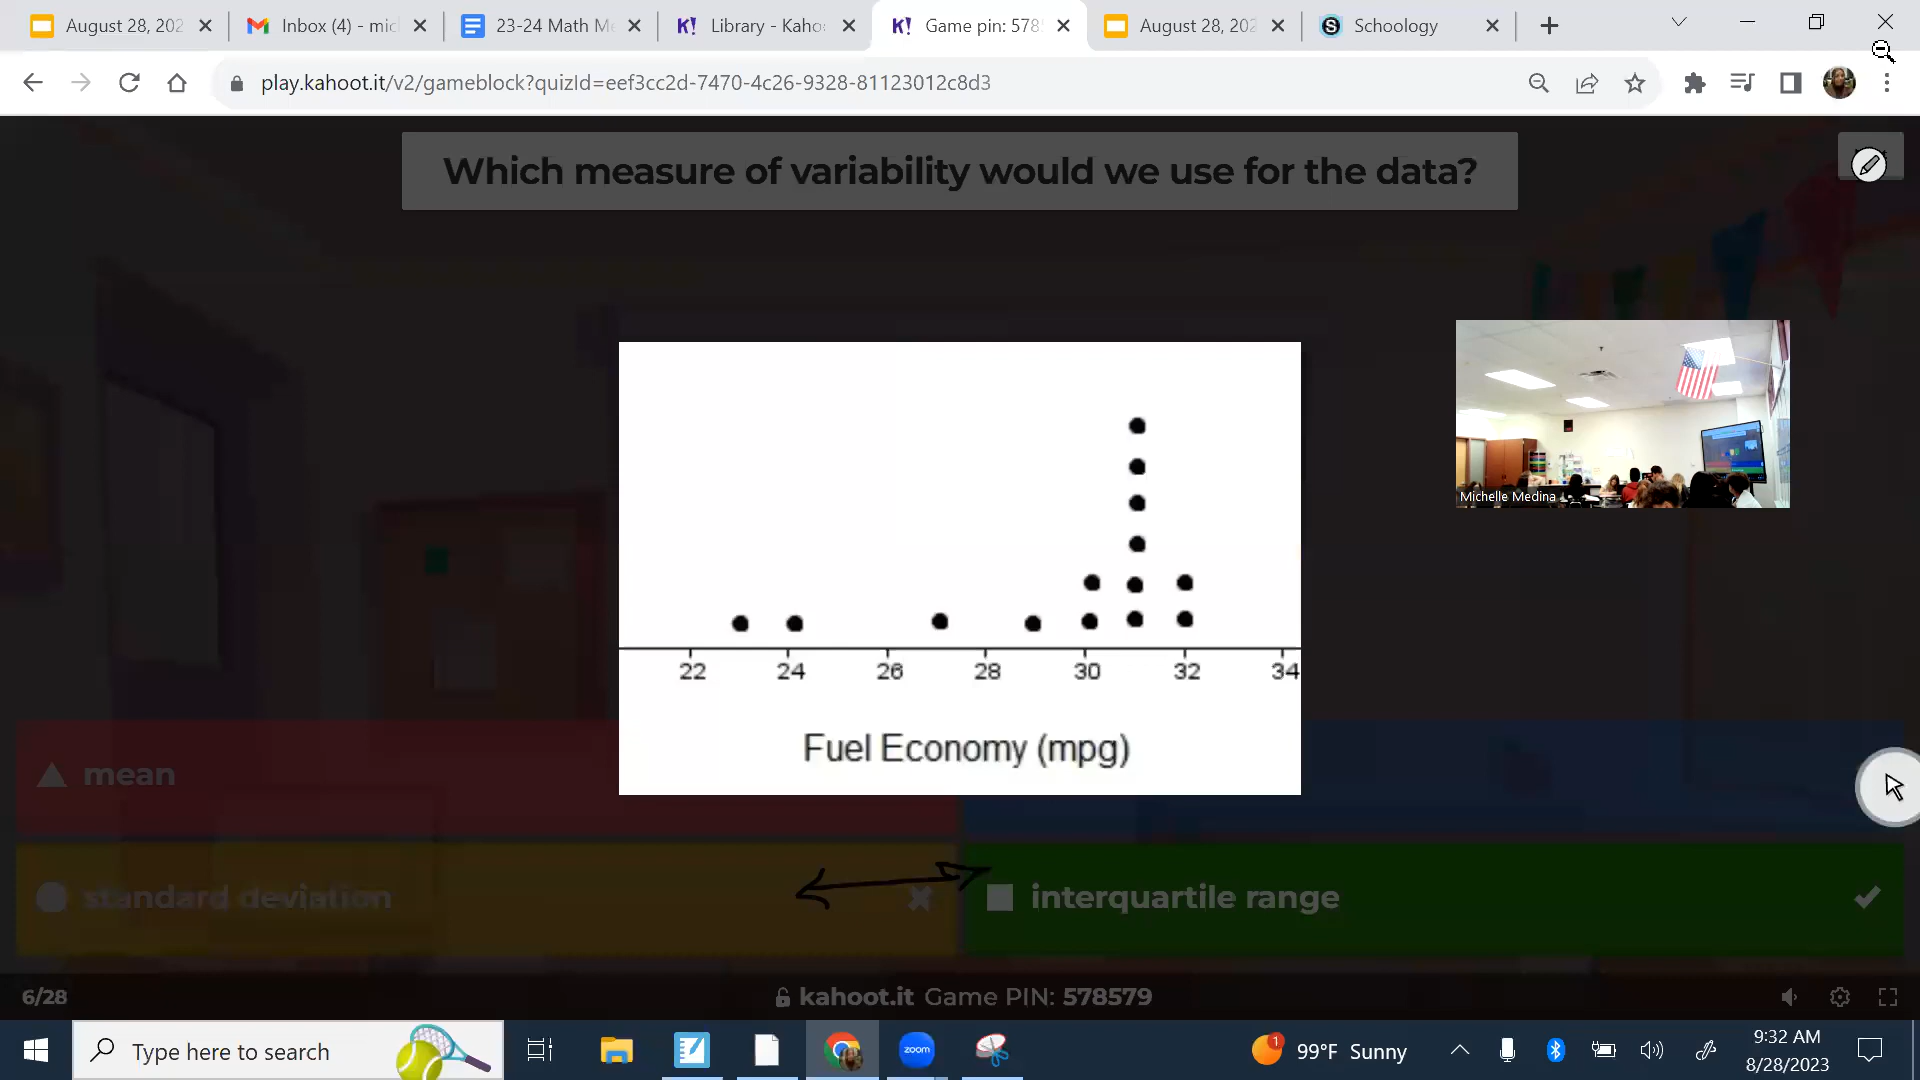 August 28, 202
Inbox (4) - mic
23-24 Math Me
Library - Kaho
Game pin: 578
August 28, 202
Schoology
play.kahoot.it/v2/gameblock?quizId=eef3cc2d-7470-4c26-9328-81123012c8d3
Which measure of variability would we use for the data?
Michelle Medina
22 24 26 28 30 32 34
Fuel Economy (mpg)
mean
standard deviation
interquartile range
6/28
kahoot.it Game PIN: 578579
Type here to search
zoom
1
99°F Sunny
9:32 AM
8/28/2023